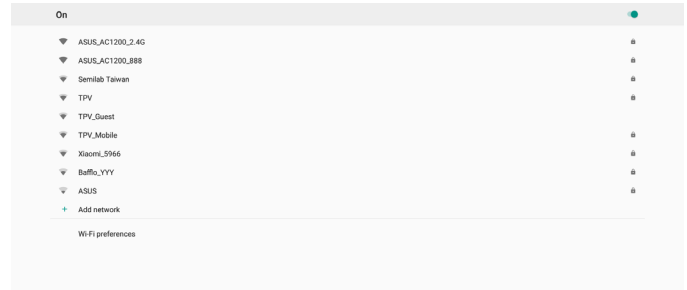 On
ASUS_AC1200_2.4G
ASUS_AC1200_888
Semilab Taiwan
TPV
TPV_Guest
TPV_Mobile
Xiaomi_5966
Bafflo_YYY
ASUS
+ Add network
Wi-Fi preferences